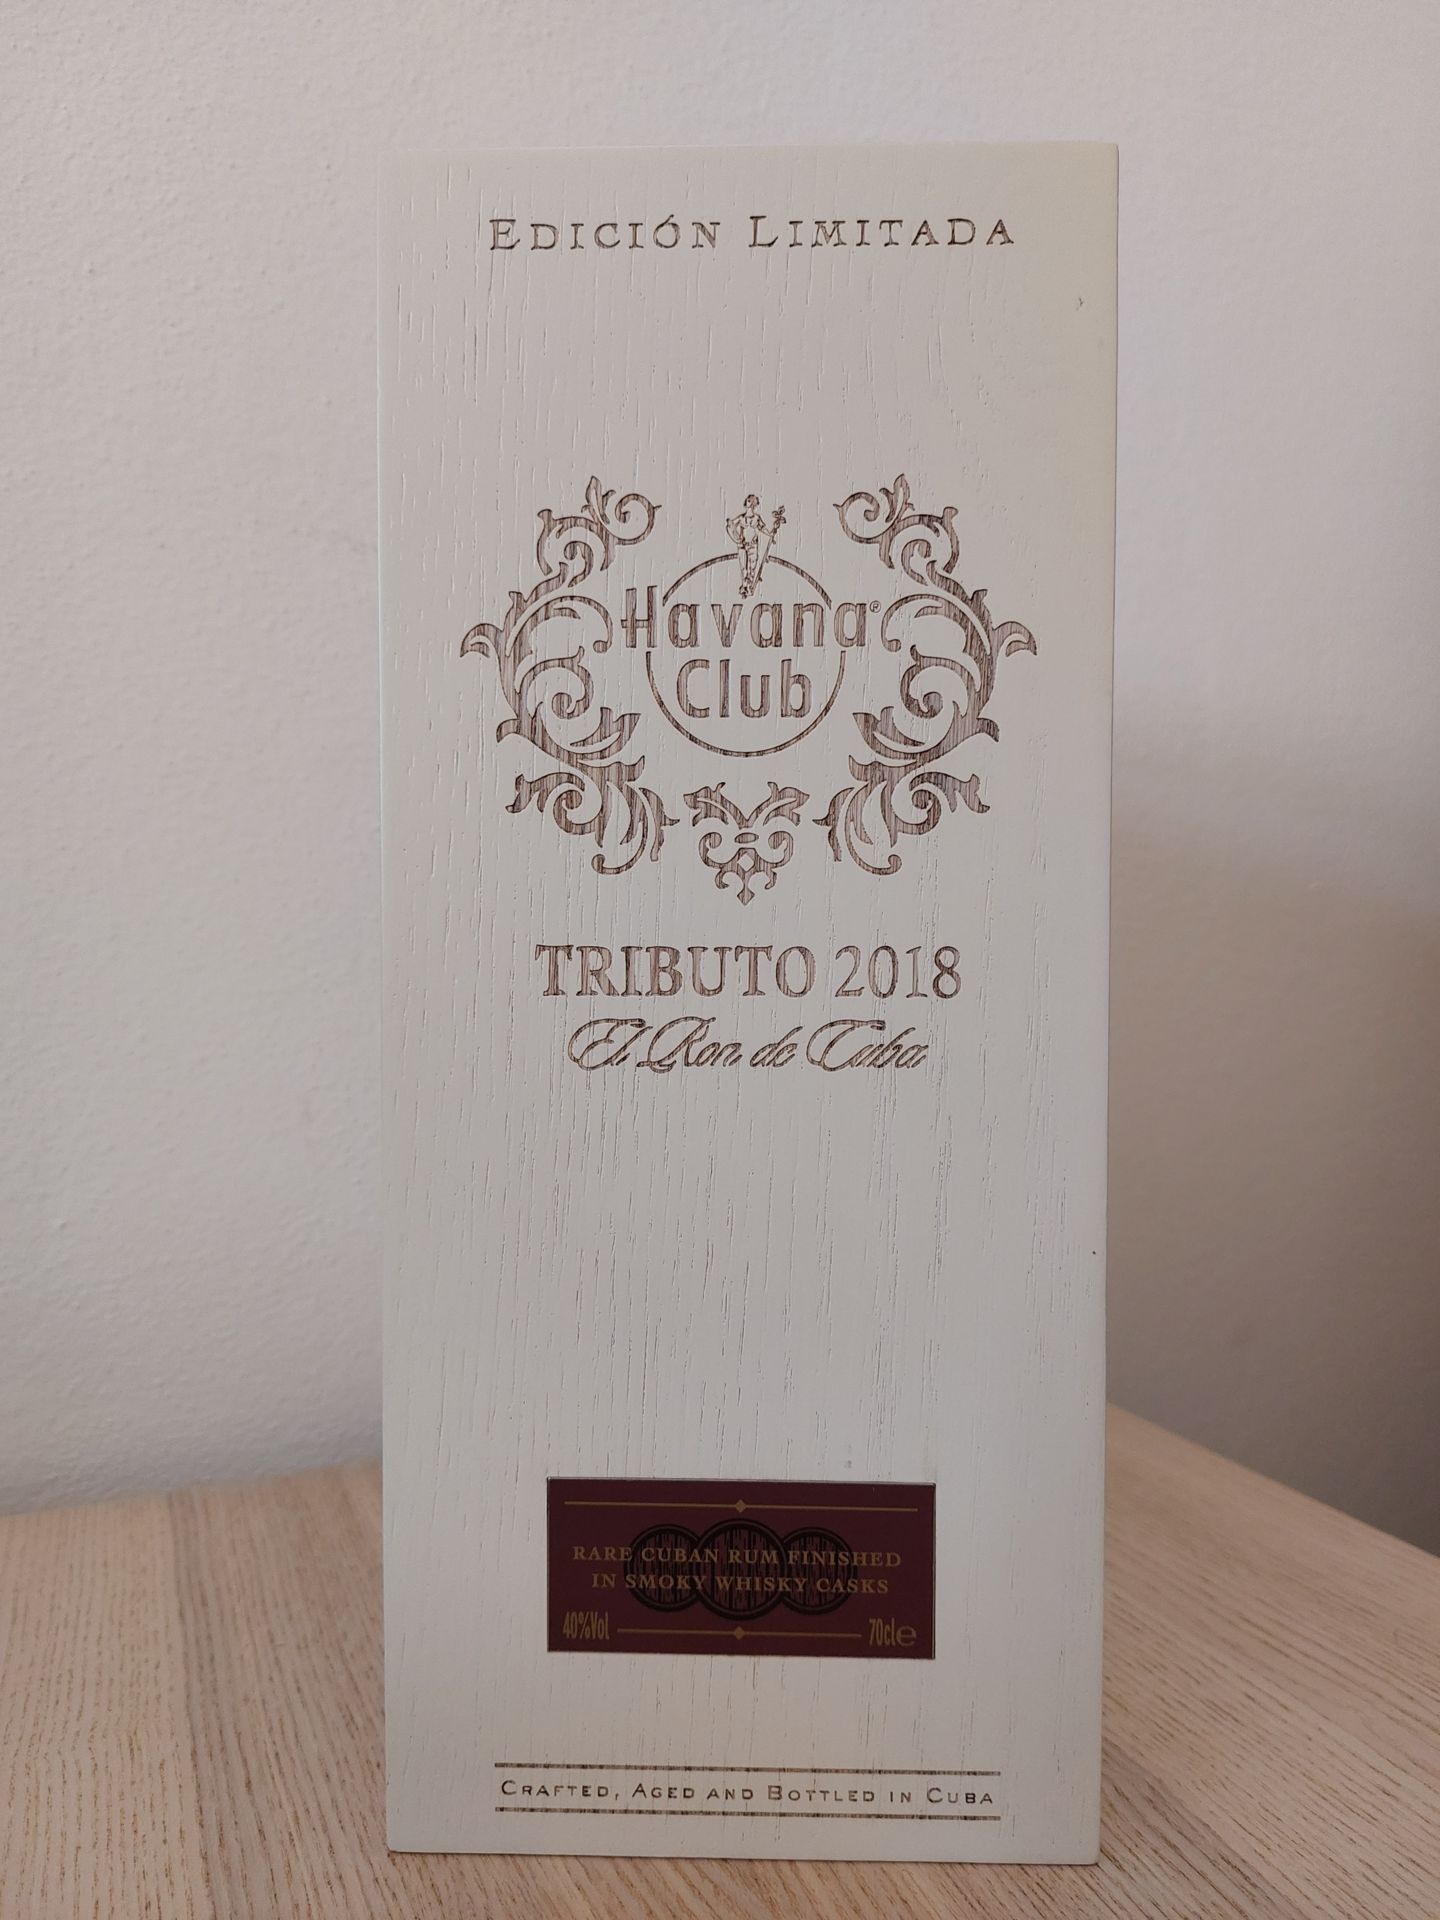 EDICIÓN LIMITADA
Havana®
Club
TRIBUTO 2018
El Ron de Cuba
RARE CUBAN RUM FINISHED
IN SMOKY WHISKY CASKS
40%Vol 70cl e
CRAFTED, AGED AND BOTTLED IN CUBA